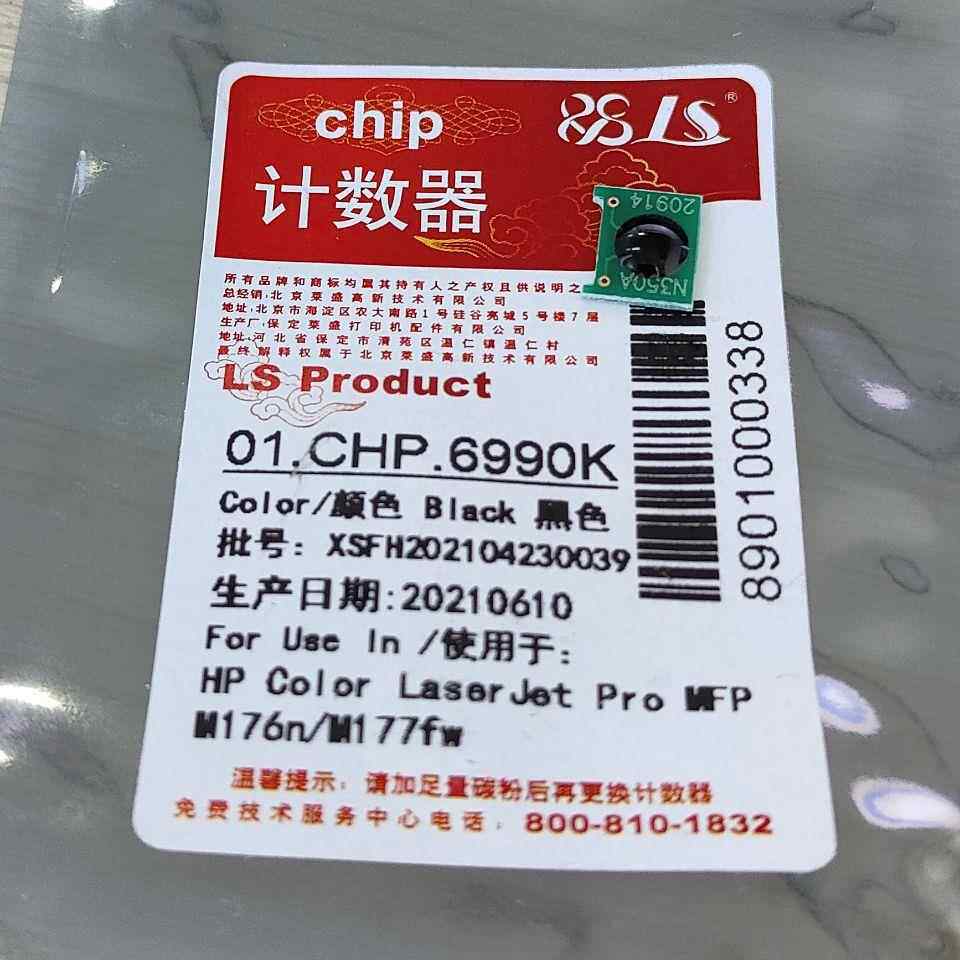 chip
LS®
计数器
20914
N350A
所有品牌和商标均属其持有人之产权且供说明之
总经销:北京莱盛高新技术有限公司
地址:北京市海淀区农大南路1号硅谷亮城5号楼7层
生产厂:保定莱盛打印机配件有限公司
地址:河北省保定市清苑区温仁镇温仁村
最终解释权属于北京莱盛高新技术有限公司
LS Product
01.CHP.6990K
Color/颜色 Black 黑色
批号: XSFH202104230039
生产日期:20210610
For Use In /使用于:
HP Color LaserJet Pro MFP
M176n/M177fw
8901000338
温馨提示: 请加足量碳粉后再更换计数器
免费技术服务中心电话: 800-810-1832